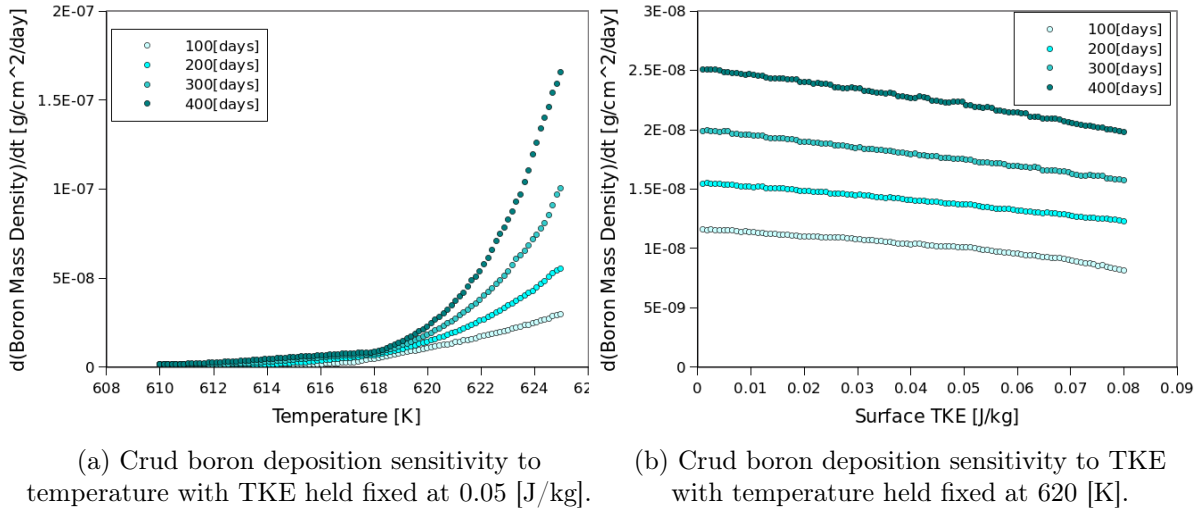 d(Boron Mass Density)/dt [g/cm^2/day]
2E-07
1.5E-07
1E-07
5E-08
0
100[days]
200[days]
300[days]
400[days]
608 610 612 614 616 618 620 622 624 62
Temperature [K]
d(Boron Mass Density)/dt [g/cm^2/day]
3E-08
2.5E-08
2E-08
1.5E-08
1E-08
5E-09
0
100[days]
200[days]
300[days]
400[days]
0 0.01 0.02 0.03 0.04 0.05 0.06 0.07 0.08 0.09
Surface TKE [J/kg]
(a) Crud boron deposition sensitivity to
temperature with TKE held fixed at 0.05 [J/kg].
(b) Crud boron deposition sensitivity to TKE
with temperature held fixed at 620 [K].